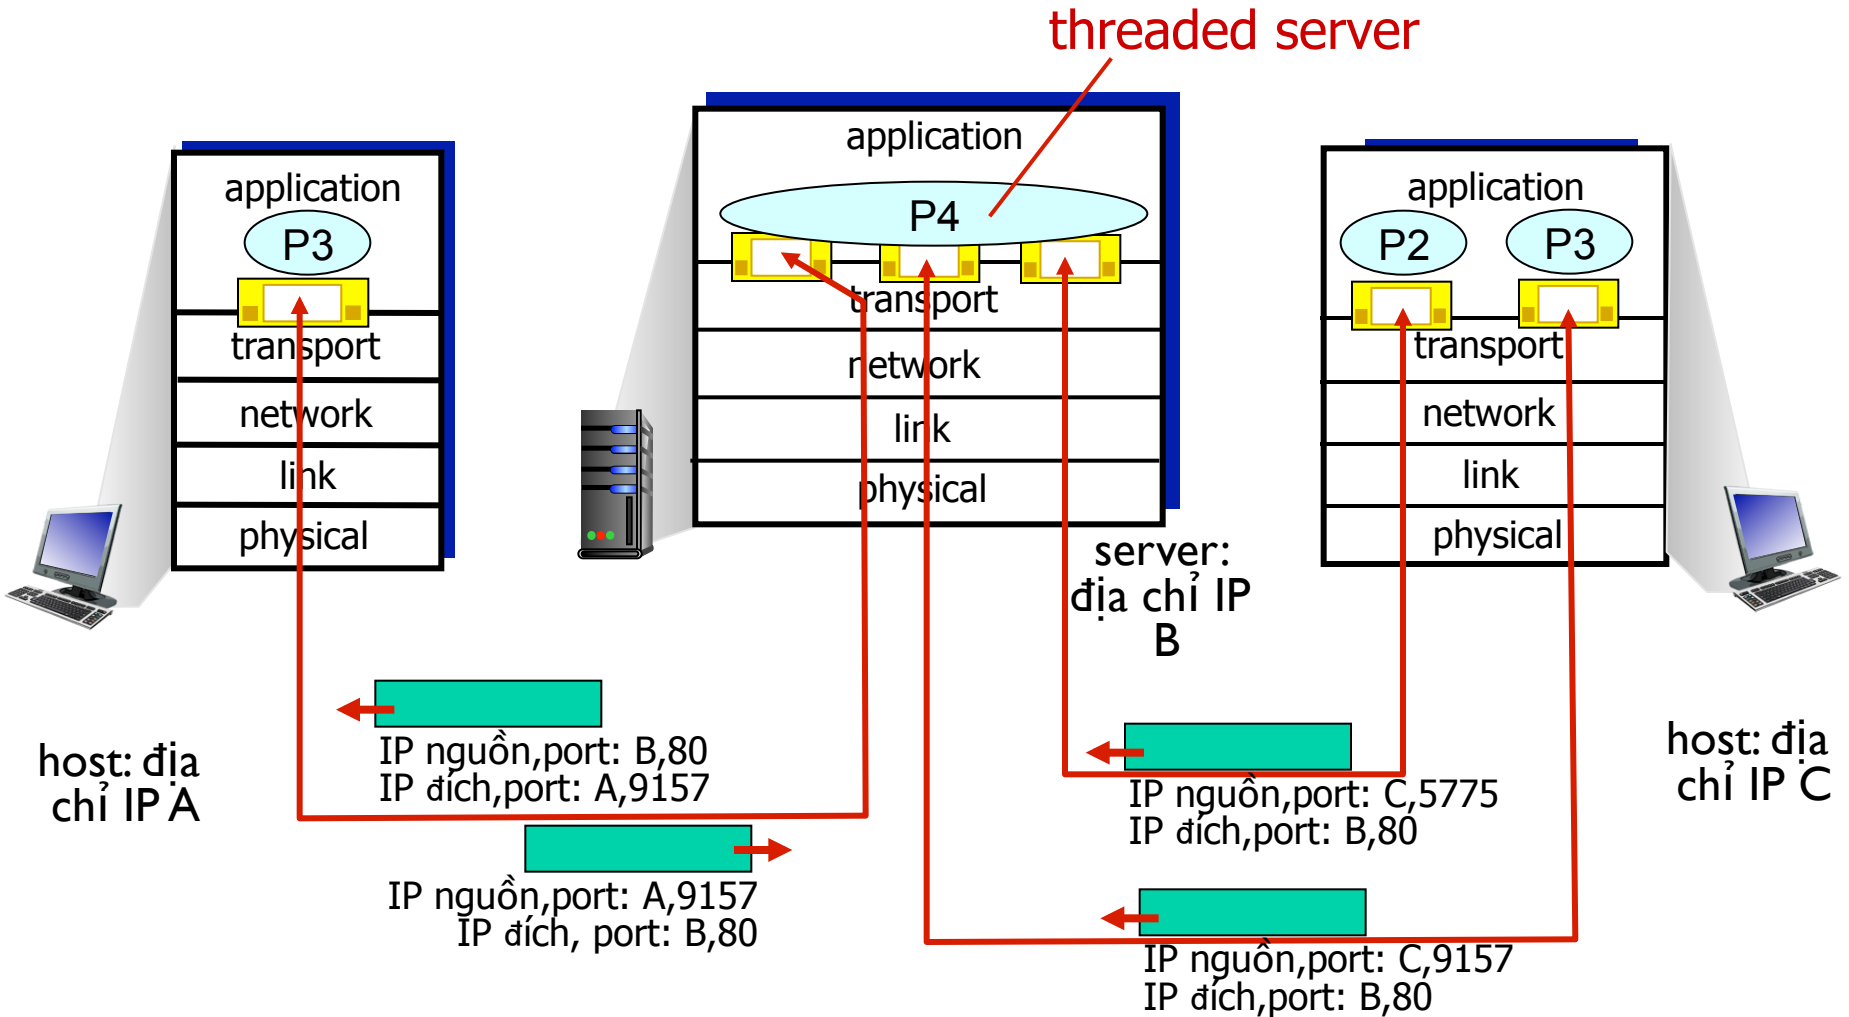 threaded server
application
P3
transport
network
link
physical
application
P4
transport
network
link
physical
application
P2
P3
transport
network
link
physical
server:
địa chỉ IP
B
host: địa
chỉ IP A
IP nguồn,port: B,80
IP đích,port: A,9157
IP nguồn,port: A,9157
IP đích, port: B,80
IP nguồn,port: C,5775
IP đích,port: B,80
IP nguồn,port: C,9157
IP đích,port: B,80
host: địa
chỉ IP C